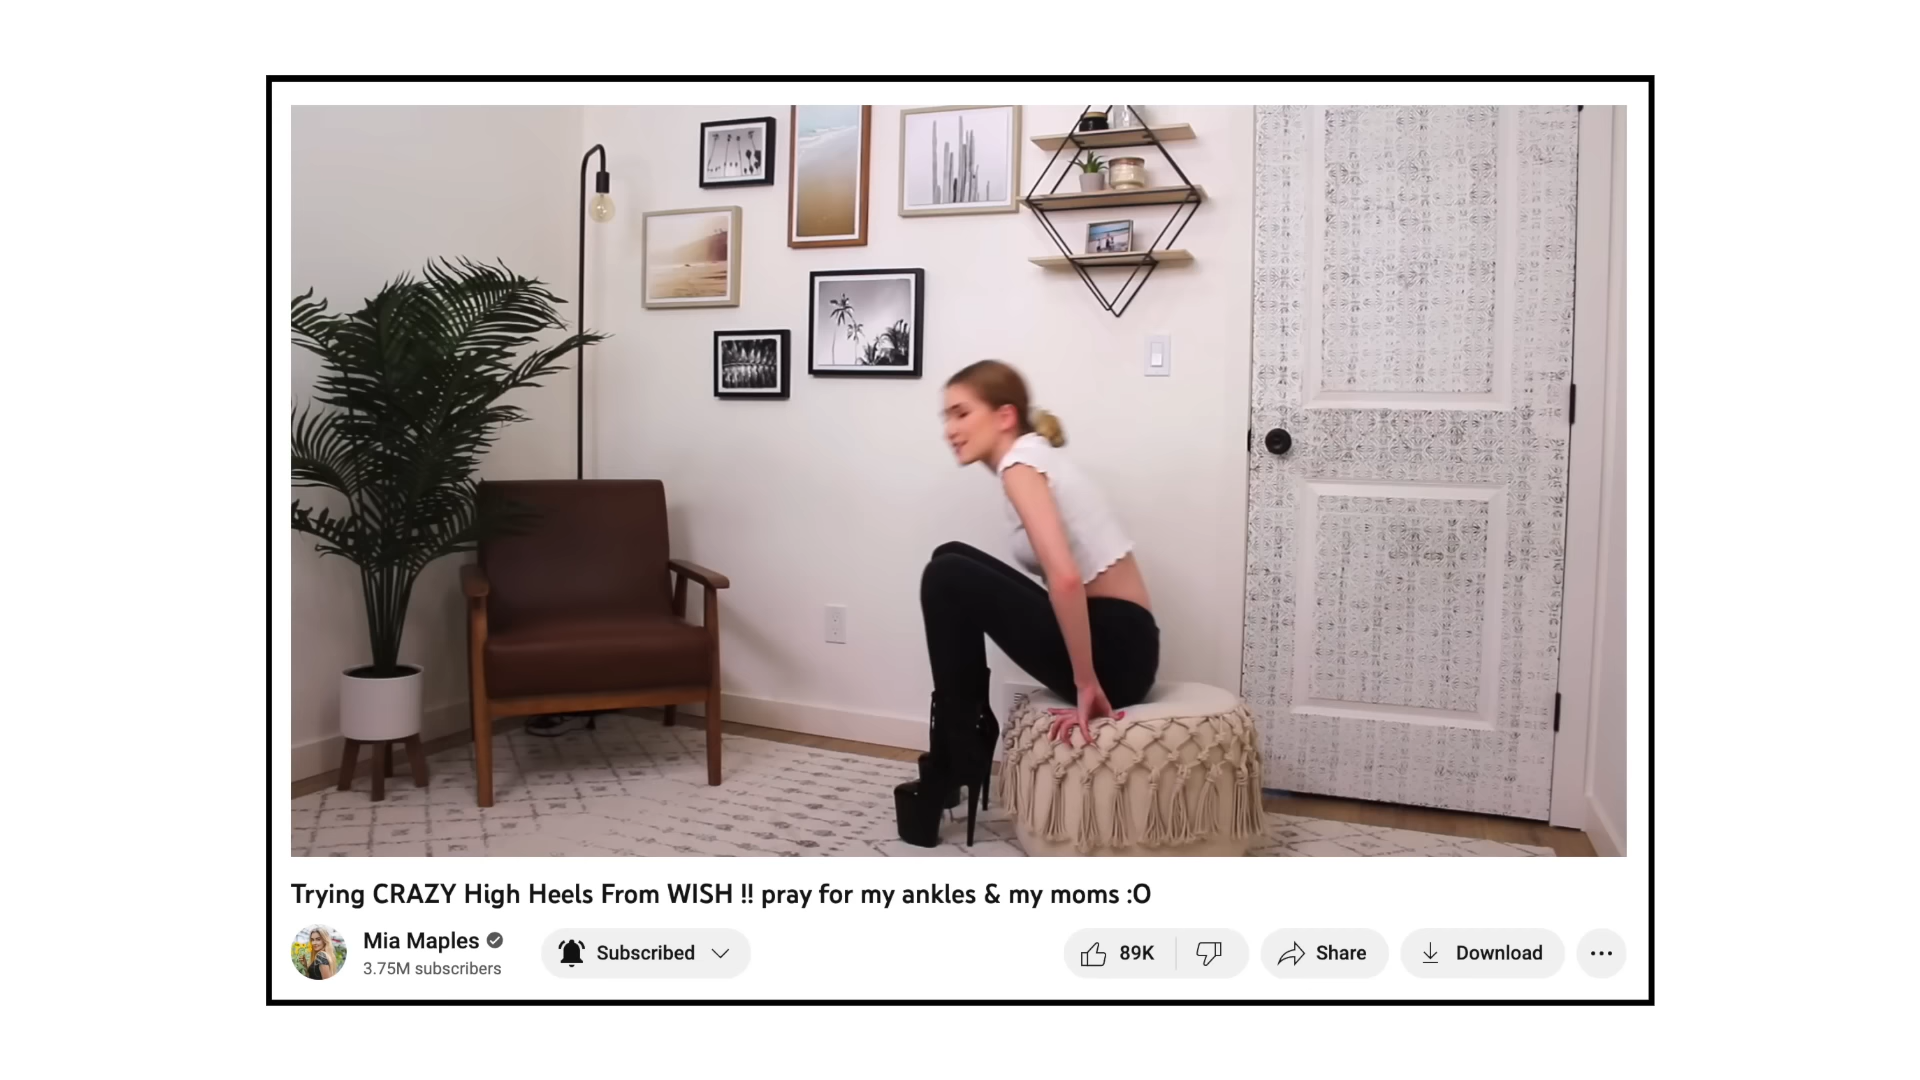 Trying CRAZY High Heels From WISH !! pray for my ankles & my moms :O
Mia Maples
3.75M subscribers
Subscribed
89K
Share
Download